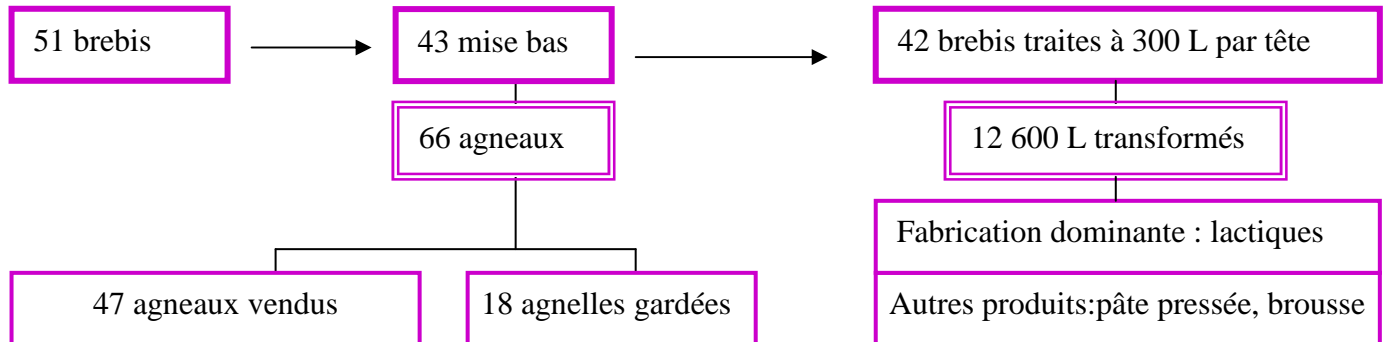 51 brebis
43 mise bas
42 brebis traites à 300 L par tête
66 agneaux
12 600 L transformés
Fabrication dominante : lactiques
47 agneaux vendus
18 agnelles gardées
Autres produits:pâte pressée, brousse